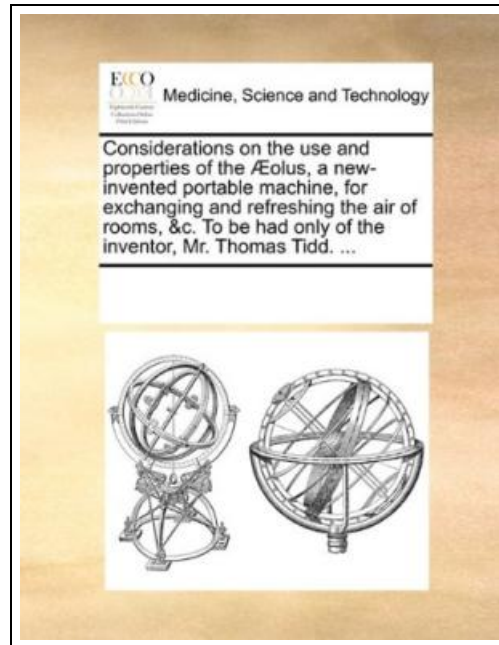 ECCO
Medicine, Science and Technology
Considerations on the use and
properties of the Æolus, a new-
invented portable machine, for
exchanging and refreshing the air of
rooms, &c. To be had only of the
inventor, Mr. Thomas Tidd. ...